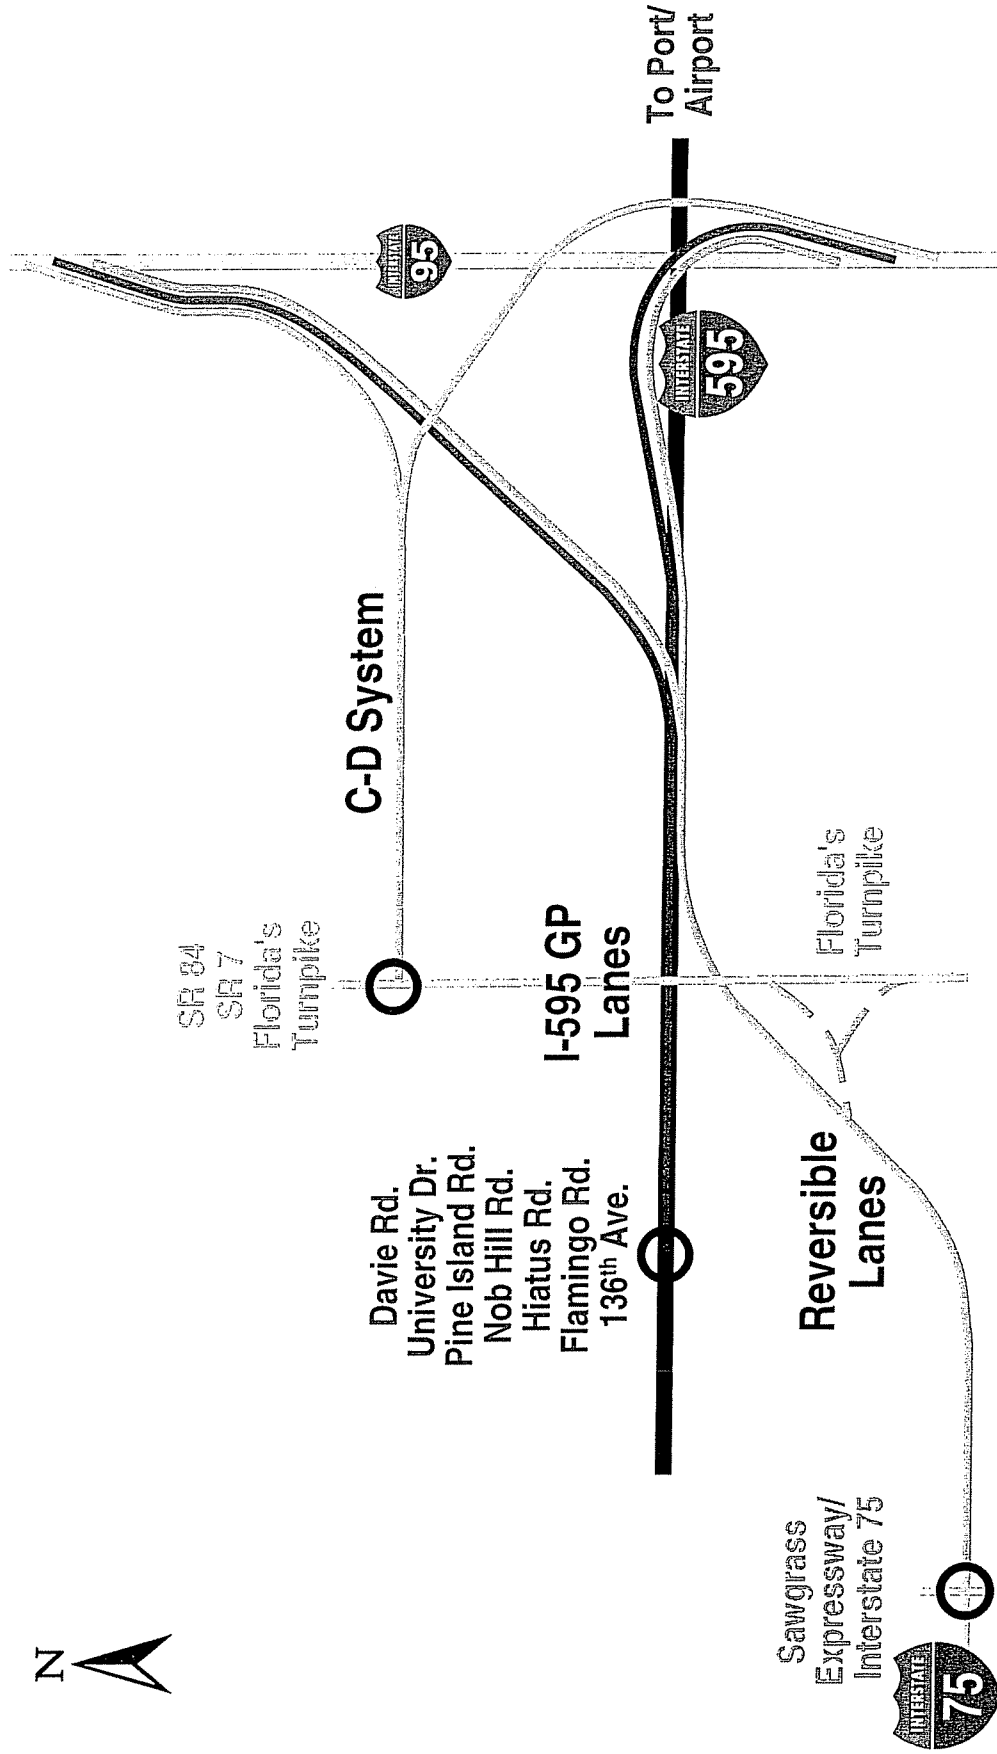 N
SR 84
SR 7
Florida's
Turnpike
C-D System
INTERSTATE
95
To Port/
Airport
Davie Rd.
University Dr.
Pine Island Rd.
Nob Hill Rd.
Hiatus Rd.
Flamingo Rd.
136th Ave.
I-595 GP
Lanes
INTERSTATE
595
Florida's
Turnpike
Reversible
Lanes
Sawgrass
Expressway/
Interstate 75
INTERSTATE
75